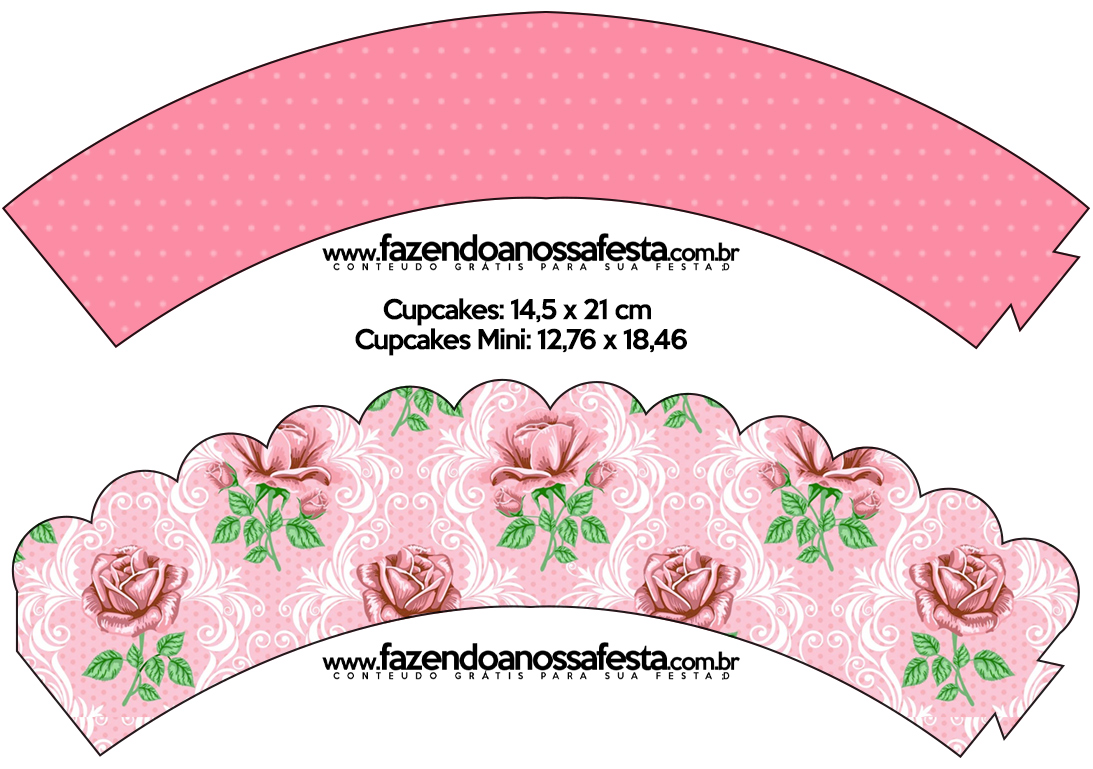 www.fazendoanossafesta.com.br
CONTEUDO GRÁTIS PARA SUA FESTA:D
Cupcakes: 14,5 x 21 cm
Cupcakes Mini: 12,76 x 18,46
www.fazendoanossafesta.com.br
CONTEUDO GRÁTIS PARA SUA FESTA:D